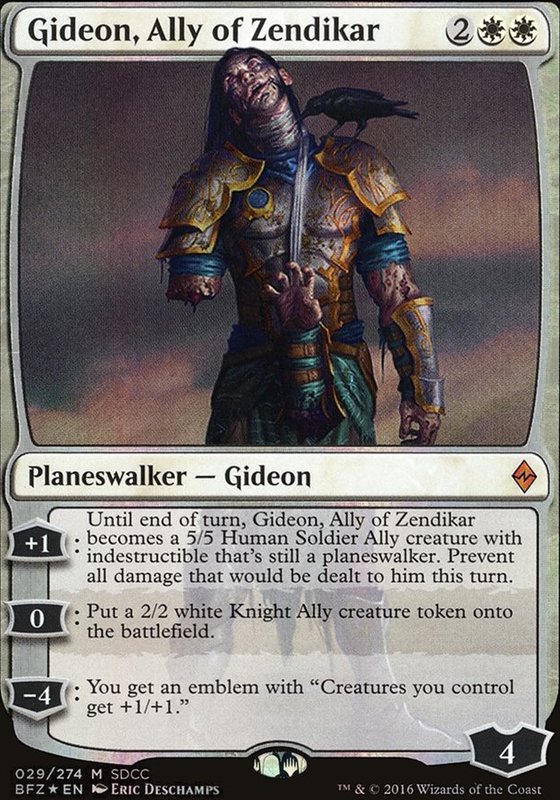 Gideon, Ally of Zendikar 2
Planeswalker — Gideon
+1 : Until end of turn, Gideon, Ally of Zendikar
becomes a 5/5 Human Soldier Ally creature with
indestructible that's still a planeswalker. Prevent
all damage that would be dealt to him this turn.
0 : Put a 2/2 white Knight Ally creature token onto
the battlefield.
-4 : You get an emblem with “Creatures you control
get +1/+1.”
4
029/274 M SDCC
BFZ★EN Eric Deschamps ™ & © 2016 Wizards of the Coast